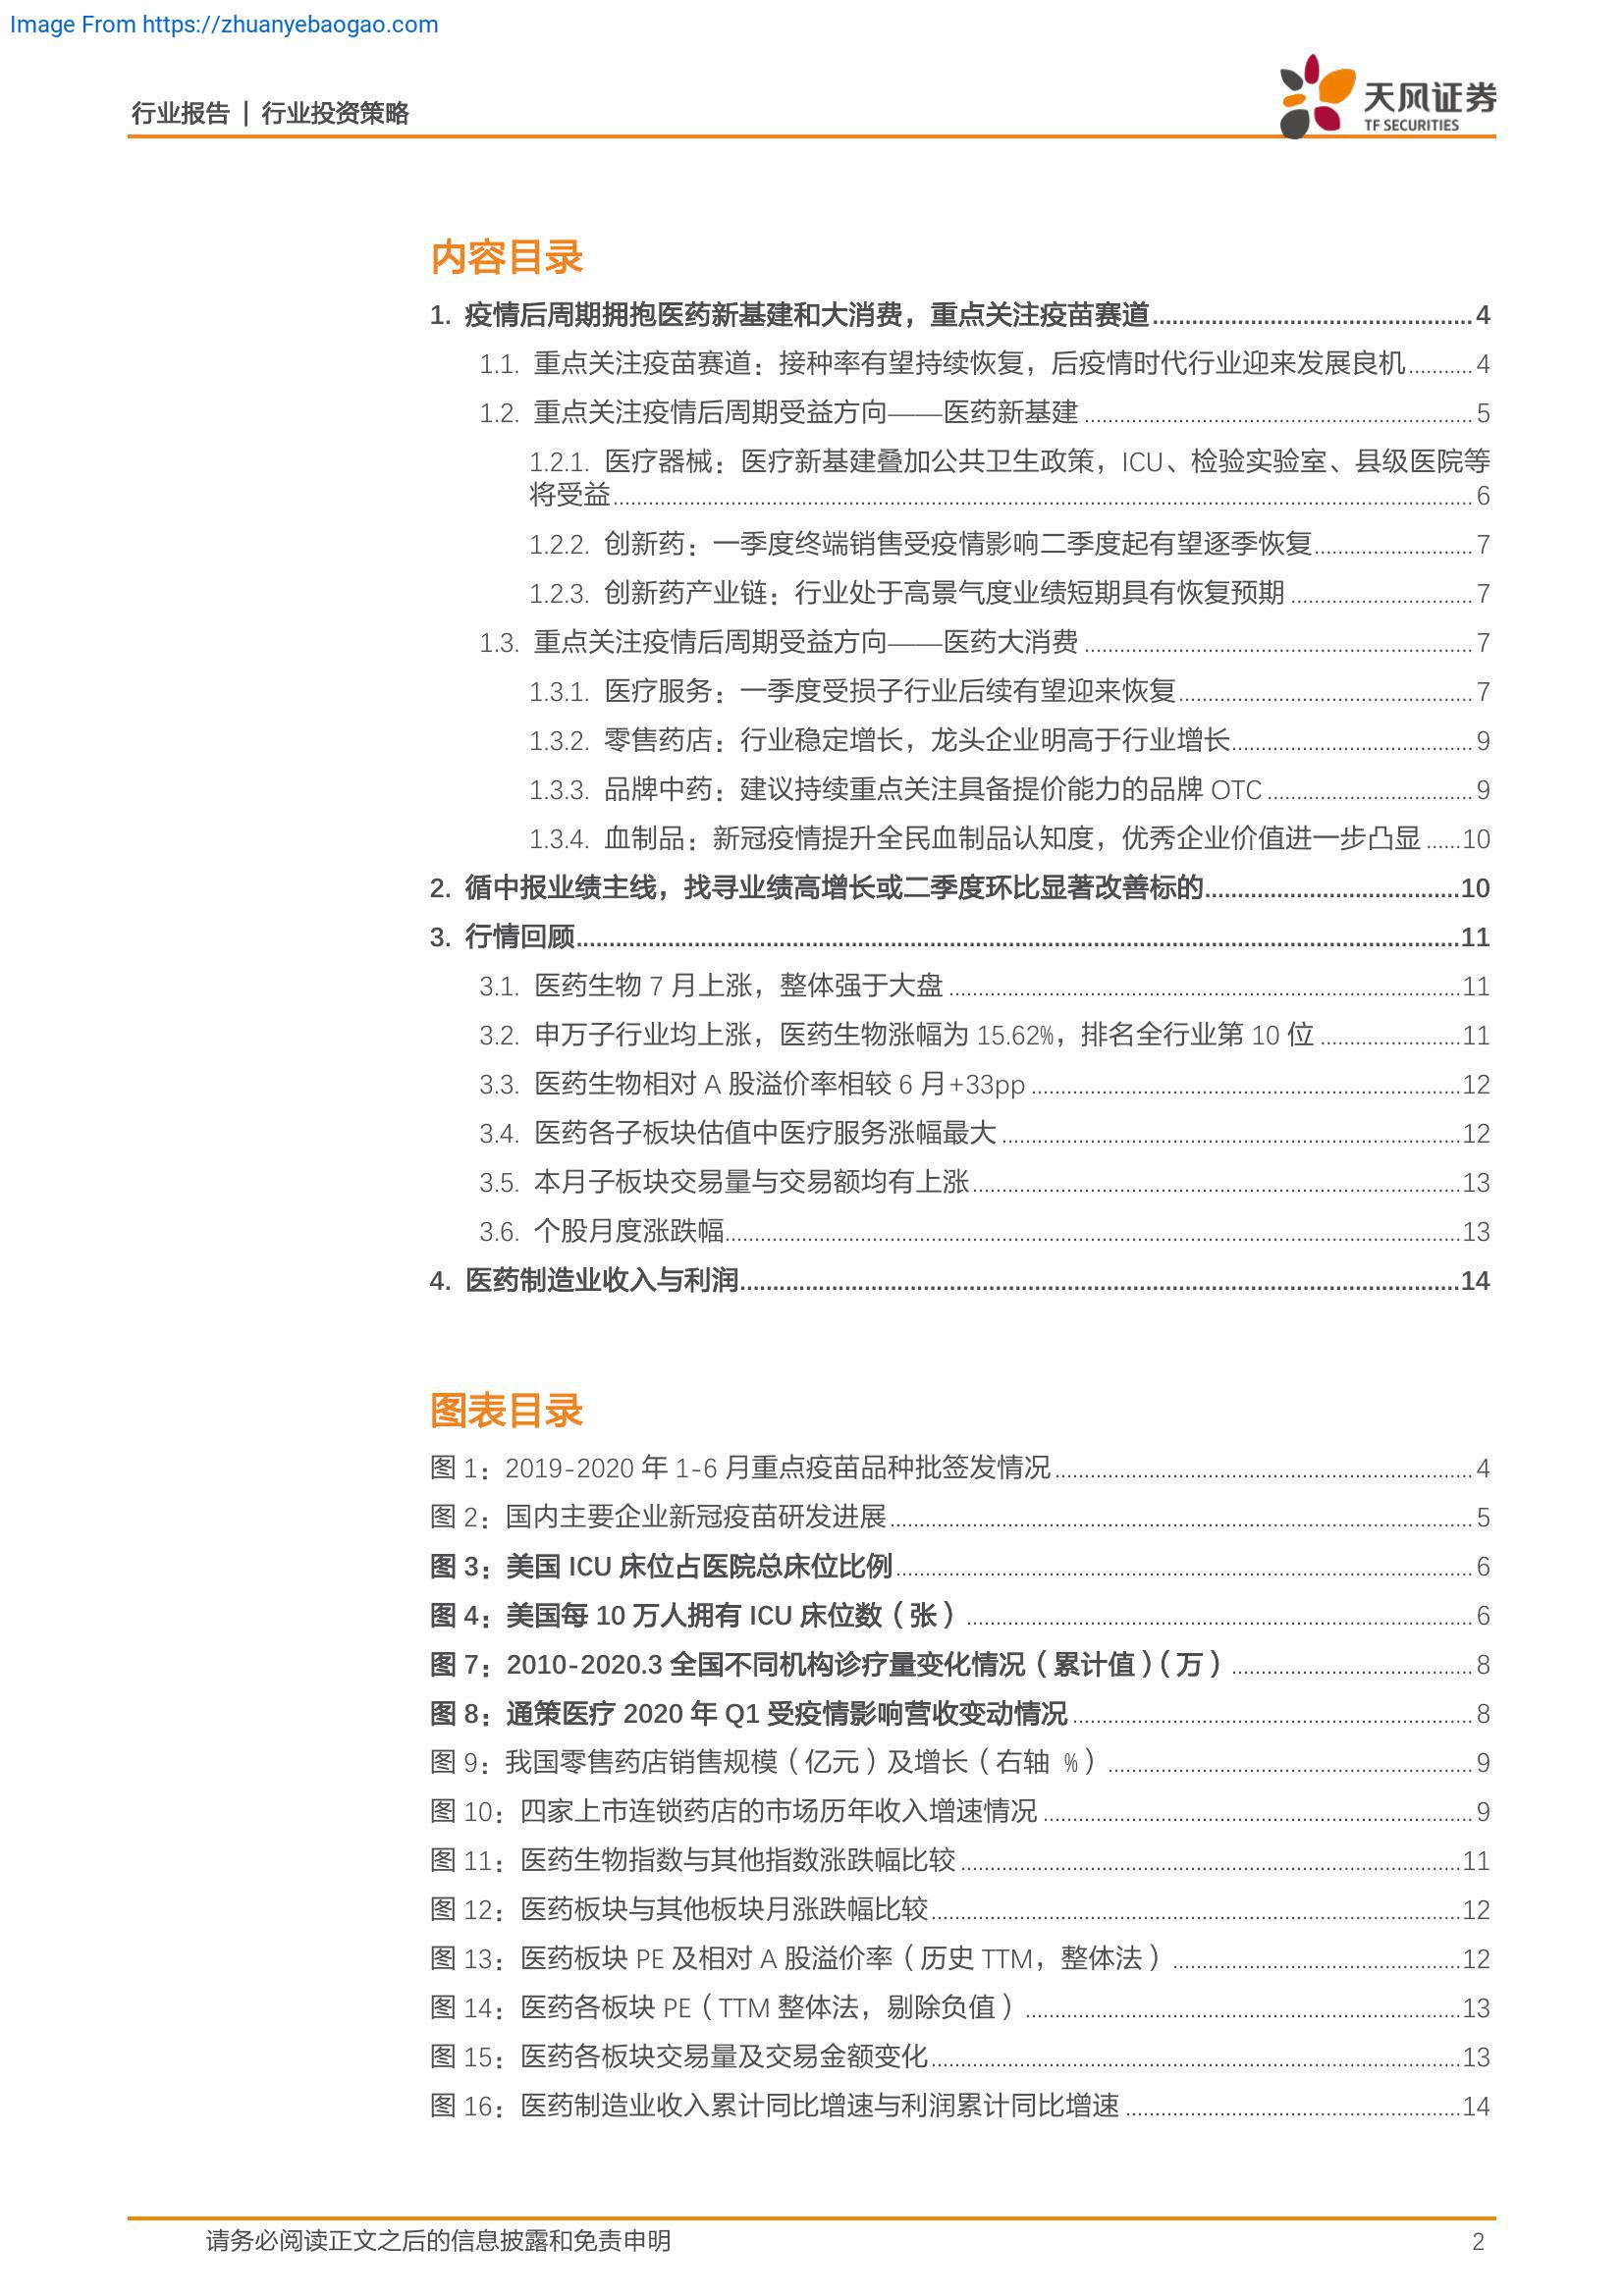 Image From https://zhuanyebaogao.com
行业报告 | 行业投资策略
天风证券
TF SECURITIES
内容目录
1. 疫情后周期拥抱医药新基建和大消费，重点关注疫苗赛道................................................4
1.1. 重点关注疫苗赛道：接种率有望持续恢复，后疫情时代行业迎来发展良机...........4
1.2. 重点关注疫情后周期受益方向——医药新基建..................................................................5
1.2.1. 医疗器械：医疗新基建叠加公共卫生政策，ICU、检验实验室、县级医院等
将受益...................................................................................................................................................6
1.2.2. 创新药：一季度终端销售受疫情影响二季度起有望逐季恢复...........................7
1.2.3. 创新药产业链：行业处于高景气度业绩短期具有恢复预期...............................7
1.3. 重点关注疫情后周期受益方向——医药大消费..................................................................7
1.3.1. 医疗服务：一季度受损子行业后续有望迎来恢复..................................................7
1.3.2. 零售药店：行业稳定增长，龙头企业明高于行业增长.........................................9
1.3.3. 品牌中药：建议持续重点关注具备提价能力的品牌 OTC...................................9
1.3.4. 血制品：新冠疫情提升全民血制品认知度，优秀企业价值进一步凸显......10
2. 循中报业绩主线，找寻业绩高增长或二季度环比显著改善标的.......................................10
3. 行情回顾......................................................................................................................................11
3.1. 医药生物 7 月上涨，整体强于大盘.......................................................................................11
3.2. 申万子行业均上涨，医药生物涨幅为 15.62%，排名全行业第 10 位........................11
3.3. 医药生物相对 A 股溢价率相较 6 月+33pp.........................................................................12
3.4. 医药各子板块估值中医疗服务涨幅最大..............................................................................12
3.5. 本月子板块交易量与交易额均有上涨...................................................................................13
3.6. 个股月度涨跌幅.............................................................................................................................13
4. 医药制造业收入与利润.............................................................................................................14
图表目录
图 1：2019-2020 年 1-6 月重点疫苗品种批签发情况.......................................................................4
图 2：国内主要企业新冠疫苗研发进展...................................................................................................5
图 3：美国 ICU 床位占医院总床位比例..................................................................................................6
图 4：美国每 10 万人拥有 ICU 床位数（张）......................................................................................6
图 7：2010-2020.3 全国不同机构诊疗量变化情况（累计值）（万）.........................................8
图 8：通策医疗 2020 年 Q1 受疫情影响营收变动情况....................................................................8
图 9：我国零售药店销售规模（亿元）及增长（右轴 %）..............................................................9
图 10：四家上市连锁药店的市场历年收入增速情况.........................................................................9
图 11：医药生物指数与其他指数涨跌幅比较.....................................................................................11
图 12：医药板块与其他板块月涨跌幅比较..........................................................................................12
图 13：医药板块 PE 及相对 A 股溢价率（历史 TTM，整体法）.................................................12
图 14：医药各板块 PE（TTM 整体法，剔除负值）..........................................................................13
图 15：医药各板块交易量及交易金额变化..........................................................................................13
图 16：医药制造业收入累计同比增速与利润累计同比增速.........................................................14
请务必阅读正文之后的信息披露和免责申明
2